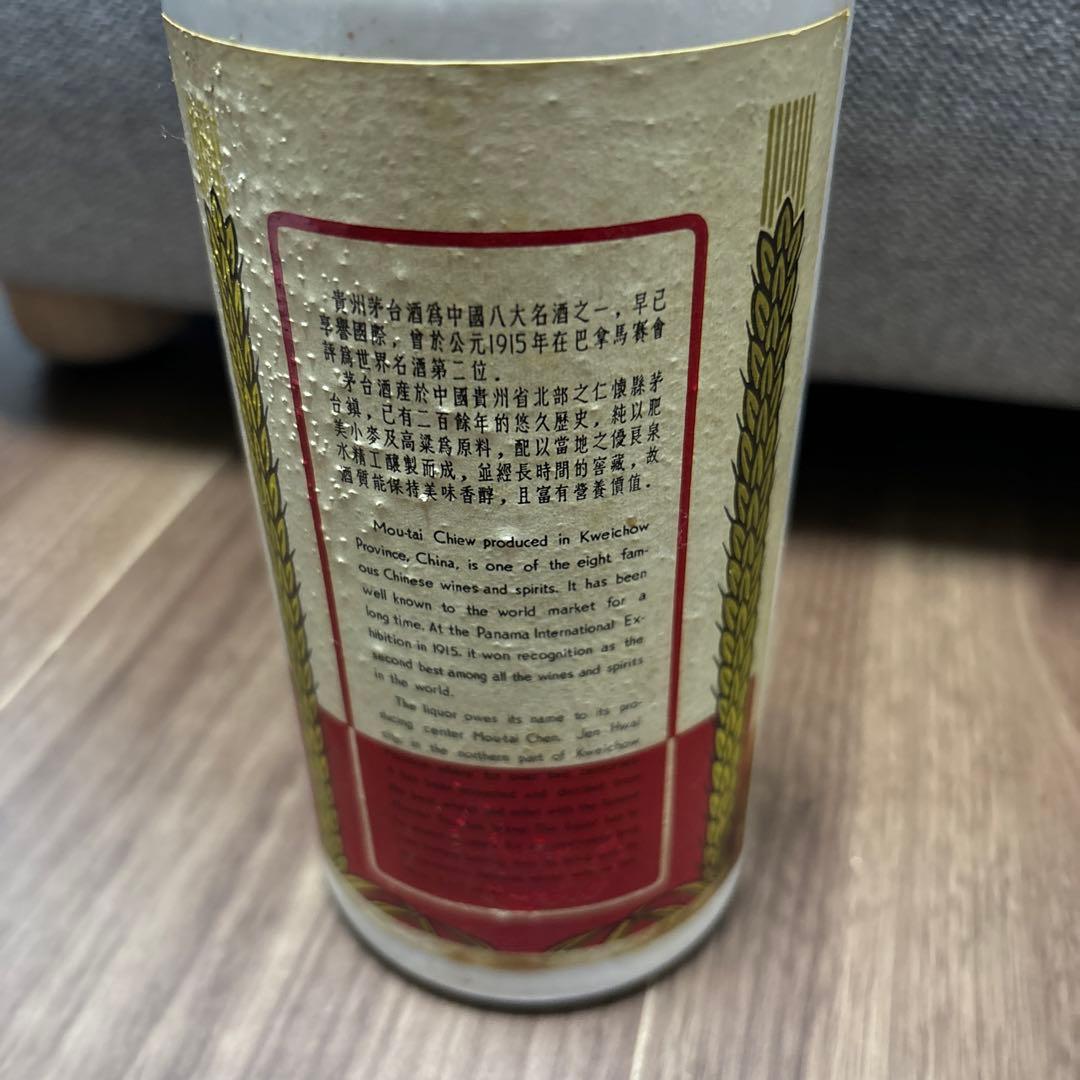 貴州茅台酒爲中國八大名酒之一，早已
享譽國際，曾於公元1915年在巴拿馬賽會
評爲世界名酒第二位．
茅台酒産於中國貴州省北部之仁懷縣茅
台鎮，已有二百餘年的悠久歷史，純以肥
美小麥及高粱爲原料，配以當地之優良泉
水精工釀製而成，並經長時間的窖藏，故
酒質能保持美味香醇，且富有營養價值．
Mou-tai Chiew produced in Kweichow
Province, China, is one of the eight fam-
ous Chinese wines and spirits. It has been
well known to the world market for a
long time. At the Panama International Ex-
hibition in 1915, it won recognition as the
second best among all the wines and spirits
in the world.
The liquor owes its name to its pro-
ducing center Mou-tai Chen, Jen Hwai
in the northern part of Kweichow